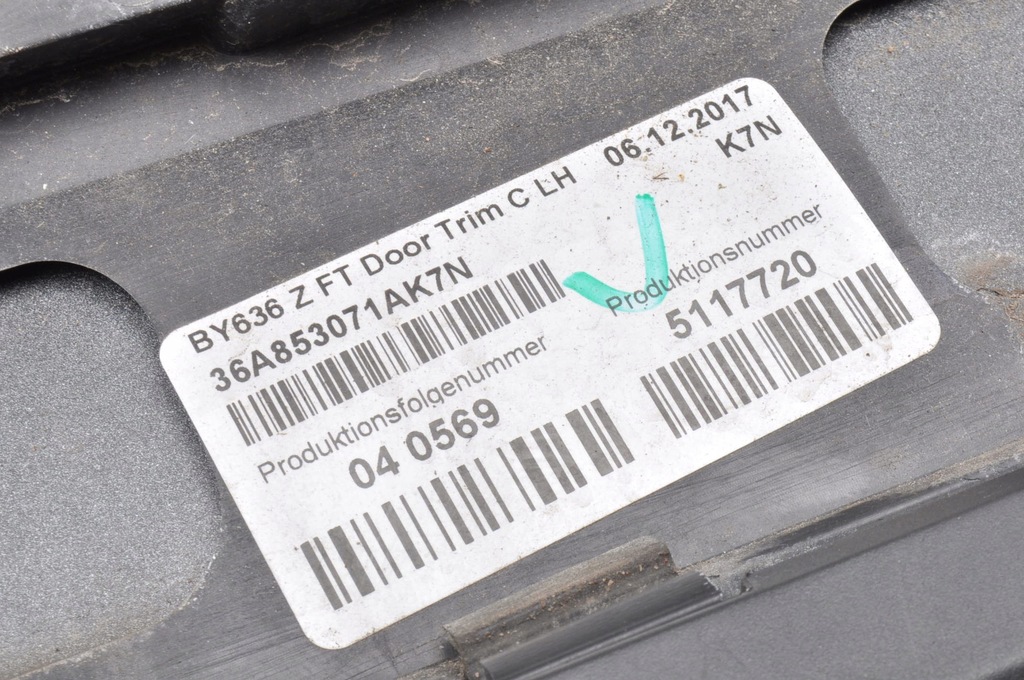 BY636 Z FT Door Trim C LH 06.12.2017
36A853071AK7N K7N
Produktionsfolgenummer Produktionsnummer
04 0569 5117720